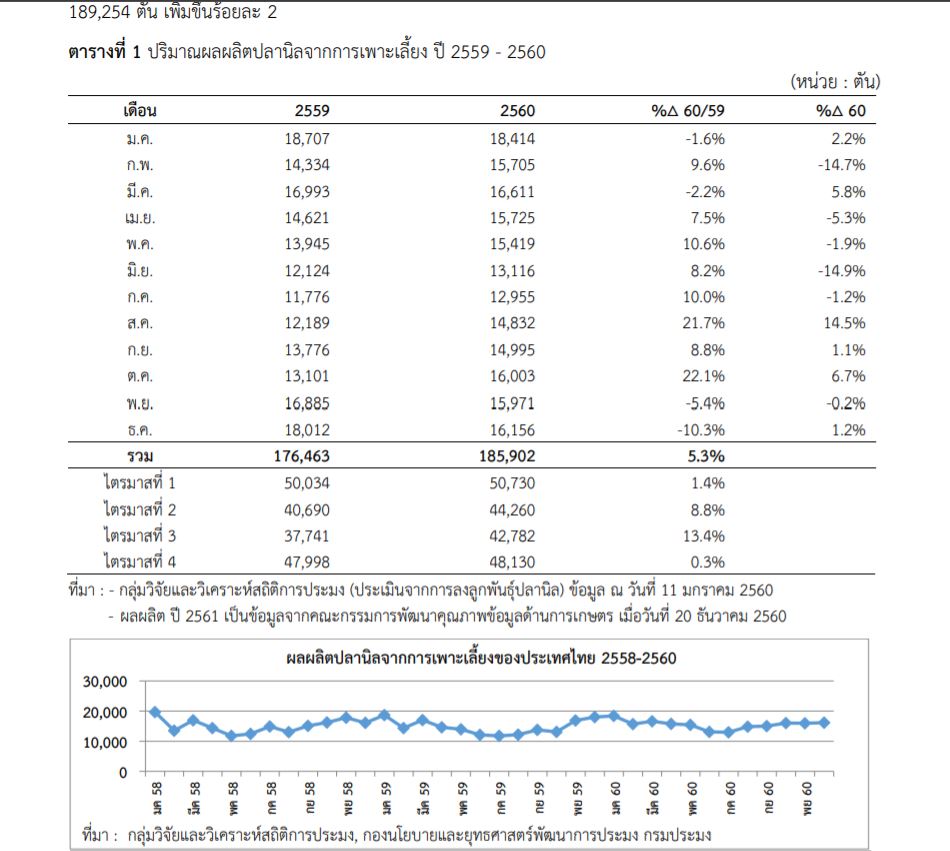 189,254 ตัน เพิ่มขึ้นร้อยละ 2
ตารางที่ 1 ปริมาณผลผลิตปลานิลจากการเพาะเลี้ยง ปี 2559 - 2560
(หน่วย : ตัน)
เดือน 2559 2560 %Δ 60/59 %Δ 60
ม.ค. 18,707 18,414 -1.6% 2.2%
ก.พ. 14,334 15,705 9.6% -14.7%
มี.ค. 16,993 16,611 -2.2% 5.8%
เม.ย. 14,621 15,725 7.5% -5.3%
พ.ค. 13,945 15,419 10.6% -1.9%
มิ.ย. 12,124 13,116 8.2% -14.9%
ก.ค. 11,776 12,955 10.0% -1.2%
ส.ค. 12,189 14,832 21.7% 14.5%
ก.ย. 13,776 14,995 8.8% 1.1%
ต.ค. 13,101 16,003 22.1% 6.7%
พ.ย. 16,885 15,971 -5.4% -0.2%
ธ.ค. 18,012 16,156 -10.3% 1.2%
รวม 176,463 185,902 5.3%
ไตรมาสที่ 1 50,034 50,730 1.4%
ไตรมาสที่ 2 40,690 44,260 8.8%
ไตรมาสที่ 3 37,741 42,782 13.4%
ไตรมาสที่ 4 47,998 48,130 0.3%
ที่มา : - กลุ่มวิจัยและวิเคราะห์สถิติการประมง (ประเมินจากการลงลูกพันธุ์ปลานิล) ข้อมูล ณ วันที่ 11 มกราคม 2560
- ผลผลิต ปี 2561 เป็นข้อมูลจากคณะกรรมการพัฒนาคุณภาพข้อมูลด้านการเกษตร เมื่อวันที่ 20 ธันวาคม 2560
ผลผลิตปลานิลจากการเพาะเลี้ยงของประเทศไทย 2558-2560
30,000
20,000
10,000
0
มค 58 มีค 58 พค 58 กค 58 กย 58 พย 58 มค 59 มีค 59 พค 59 กค 59 กย 59 พย 59 มค 60 มีค 60 พค 60 กค 60 กย 60 พย 60
ที่มา : กลุ่มวิจัยและวิเคราะห์สถิติการประมง, กองนโยบายและยุทธศาสตร์พัฒนาการประมง กรมประมง